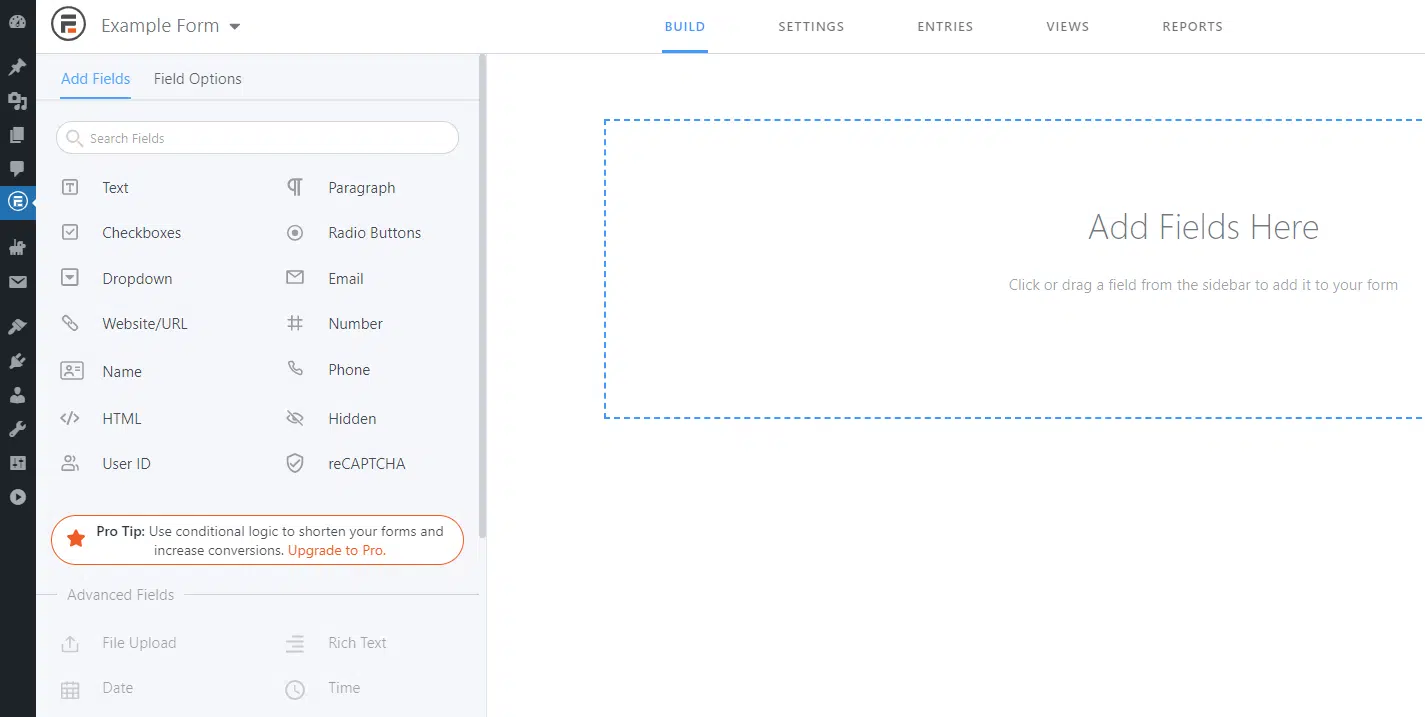 Example Form
BUILD
SETTINGS
ENTRIES
VIEWS
REPORTS
Add Fields
Field Options
Search Fields
Text
Paragraph
Checkboxes
Radio Buttons
Dropdown
Email
Website/URL
Number
Name
Phone
HTML
Hidden
User ID
reCAPTCHA
Pro Tip: Use conditional logic to shorten your forms and
increase conversions. Upgrade to Pro.
Advanced Fields
File Upload
Rich Text
Date
Time
Add Fields Here
Click or drag a field from the sidebar to add it to your form